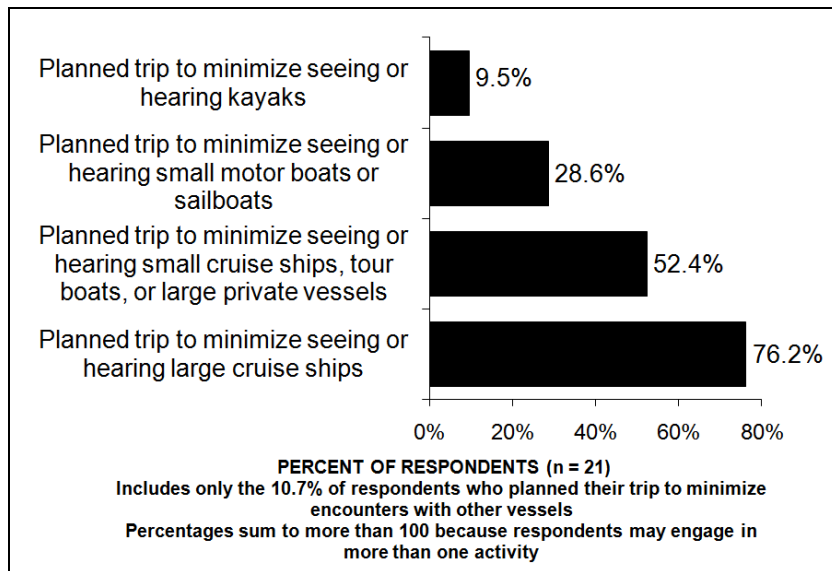 Planned trip to minimize seeing or
hearing kayaks
9.5%
Planned trip to minimize seeing or
hearing small motor boats or
sailboats
28.6%
Planned trip to minimize seeing or
hearing small cruise ships, tour
boats, or large private vessels
52.4%
Planned trip to minimize seeing or
hearing large cruise ships
76.2%
0% 20% 40% 60% 80%
PERCENT OF RESPONDENTS (n = 21)
Includes only the 10.7% of respondents who planned their trip to minimize
encounters with other vessels
Percentages sum to more than 100 because respondents may engage in
more than one activity